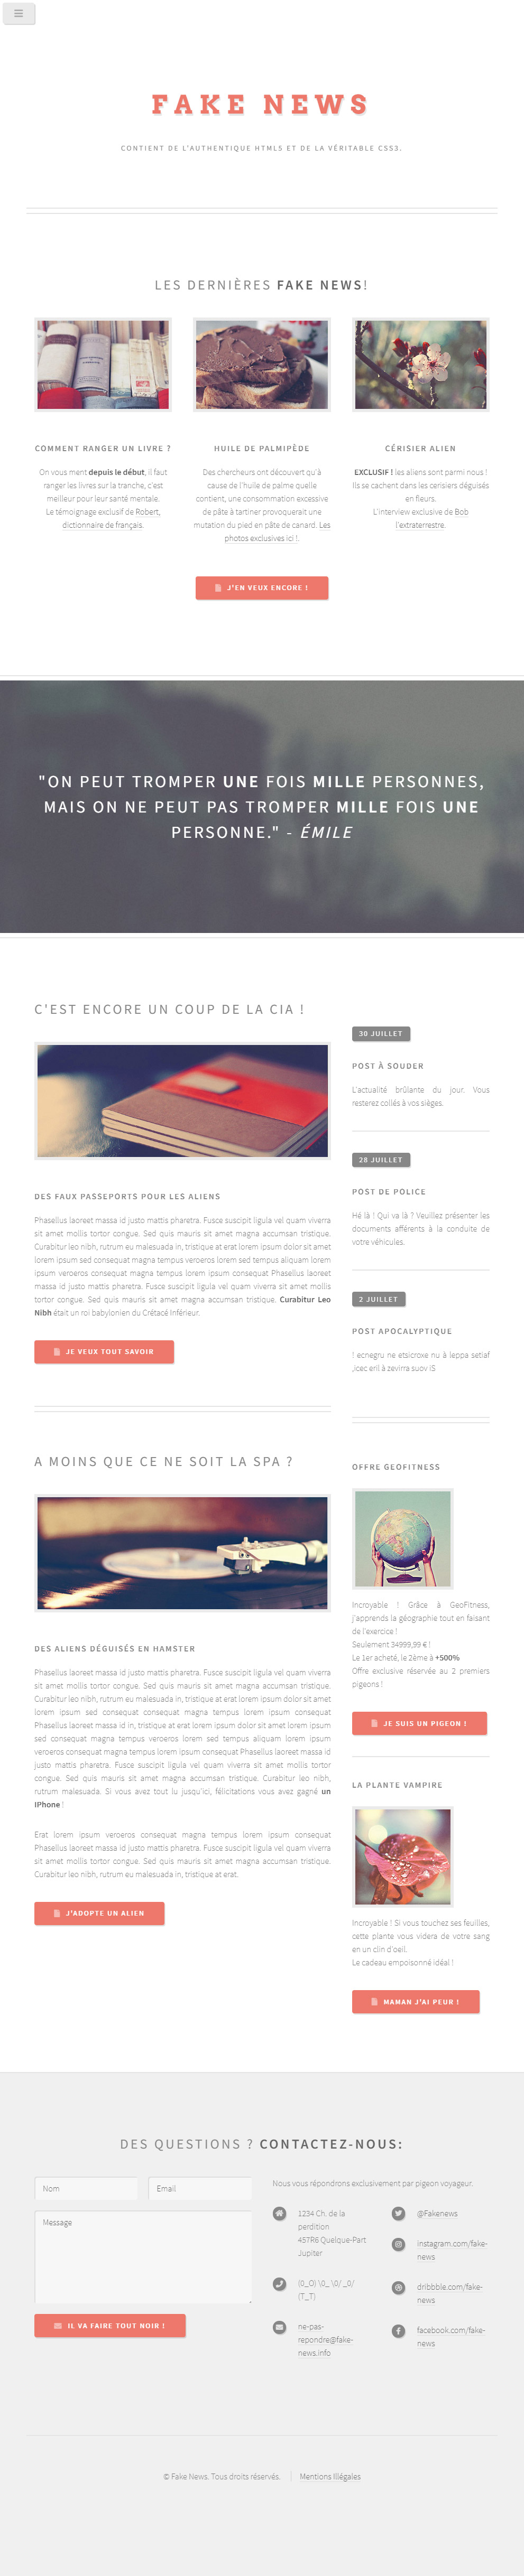 FAKE NEWS
CONTIENT DE L'AUTHENTIQUE HTML5 ET DE LA VÉRITABLE CSS3.
LES DERNIÈRES FAKE NEWS!
COMMENT RANGER UN LIVRE ?
On vous ment depuis le début, il faut
ranger les livres sur la tranche, c'est
meilleur pour leur santé mentale.
Le témoignage exclusif de Robert,
dictionnaire de français.
HUILE DE PALMIPÈDE
Des chercheurs ont découvert qu'à
cause de l'huile de palme quelle
contient, une consommation excessive
de pâte à tartiner provoquerait une
mutation du pied en pâte de canard. Les
photos exclusives ici !.
CÉRISIER ALIEN
EXCLUSIF ! les aliens sont parmi nous !
Ils se cachent dans les cerisiers déguisés
en fleurs.
L'interview exclusive de Bob
l'extraterrestre.
J'EN VEUX ENCORE !
"ON PEUT TROMPER UNE FOIS MILLE PERSONNES,
MAIS ON NE PEUT PAS TROMPER MILLE FOIS UNE
PERSONNE." - ÉMILE
C'EST ENCORE UN COUP DE LA CIA !
DES FAUX PASSEPORTS POUR LES ALIENS
Phasellus laoreet massa id justo mattis pharetra. Fusce suscipit ligula vel quam viverra
sit amet mollis tortor congue. Sed quis mauris sit amet magna accumsan tristique.
Curabitur leo nibh, rutrum eu malesuada in, tristique at erat lorem ipsum dolor sit amet
lorem ipsum sed consequat magna tempus veroeros lorem sed tempus aliquam lorem
ipsum veroeros consequat magna tempus lorem ipsum consequat Phasellus laoreet
massa id justo mattis pharetra. Fusce suscipit ligula vel quam viverra sit amet mollis
tortor congue. Sed quis mauris sit amet magna accumsan tristique. Curabitur Leo
Nibh était un roi babylonien du Crétacé Inférieur.
JE VEUX TOUT SAVOIR
A MOINS QUE CE NE SOIT LA SPA ?
DES ALIENS DÉGUISÉS EN HAMSTER
Phasellus laoreet massa id justo mattis pharetra. Fusce suscipit ligula vel quam viverra
sit amet mollis tortor congue. Sed quis mauris sit amet magna accumsan tristique.
Curabitur leo nibh, rutrum eu malesuada in, tristique at erat lorem ipsum dolor sit amet
lorem ipsum sed consequat consequat magna tempus lorem ipsum consequat
Phasellus laoreet massa id in, tristique at erat lorem ipsum dolor sit amet lorem ipsum
sed consequat magna tempus veroeros lorem sed tempus aliquam lorem ipsum
veroeros consequat magna tempus lorem ipsum consequat Phasellus laoreet massa id
justo mattis pharetra. Fusce suscipit ligula vel quam viverra sit amet mollis tortor
congue. Sed quis mauris sit amet magna accumsan tristique. Curabitur leo nibh,
rutrum malesuada. Si vous avez tout lu jusqu'ici, félicitations vous avez gagné un
IPhone !
Erat lorem ipsum veroeros consequat magna tempus lorem ipsum consequat
Phasellus laoreet massa id justo mattis pharetra. Fusce suscipit ligula vel quam viverra
sit amet mollis tortor congue. Sed quis mauris sit amet magna accumsan tristique.
Curabitur leo nibh, rutrum eu malesuada in, tristique at erat.
J'ADOPTE UN ALIEN
30 JUILLET
POST À SOUDER
L'actualité brûlante du jour. Vous
resterez collés à vos sièges.
28 JUILLET
POST DE POLICE
Hé là ! Qui va là ? Veuillez présenter les
documents afférents à la conduite de
votre véhicules.
2 JUILLET
POST APOCALYPTIQUE
! ecnegru ne etsicroxe nu à leppa setiaf
,icec eril à zevirra suov iS
OFFRE GEOFITNESS
Incroyable ! Grâce à GeoFitness,
j'apprends la géographie tout en faisant
de l'exercice !
Seulement 34999,99 € !
Le 1er acheté, le 2ème à +500%
Offre exclusive réservée au 2 premiers
pigeons !
JE SUIS UN PIGEON !
LA PLANTE VAMPIRE
Incroyable ! Si vous touchez ses feuilles,
cette plante vous videra de votre sang
en un clin d'oeil.
Le cadeau empoisonné idéal !
MAMAN J'AI PEUR !
DES QUESTIONS ? CONTACTEZ-NOUS:
Nom
Email
Message
IL VA FAIRE TOUT NOIR !
Nous vous répondrons exclusivement par pigeon voyageur.
1234 Ch. de la
perdition
457R6 Quelque-Part
Jupiter
(0_O) \0_ \0/ _0/
(T_T)
ne-pas-
repondre@fake-
news.info
@Fakenews
instagram.com/fake-
news
dribbble.com/fake-
news
facebook.com/fake-
news
© Fake News. Tous droits réservés.
Mentions Illégales